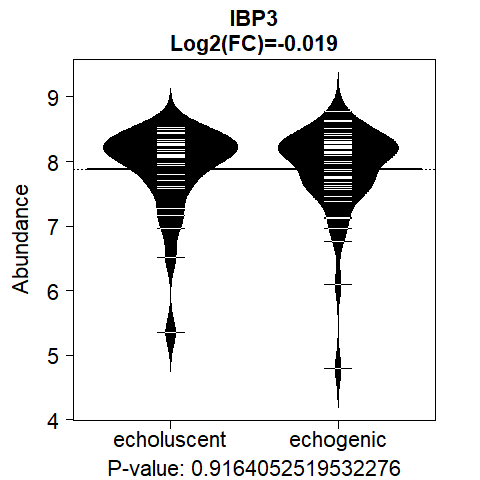 IBP3
Log2(FC)=-0.019
Abundance
9
8
7
6
5
4
echoluscent echogenic
P-value: 0.9164052519532276